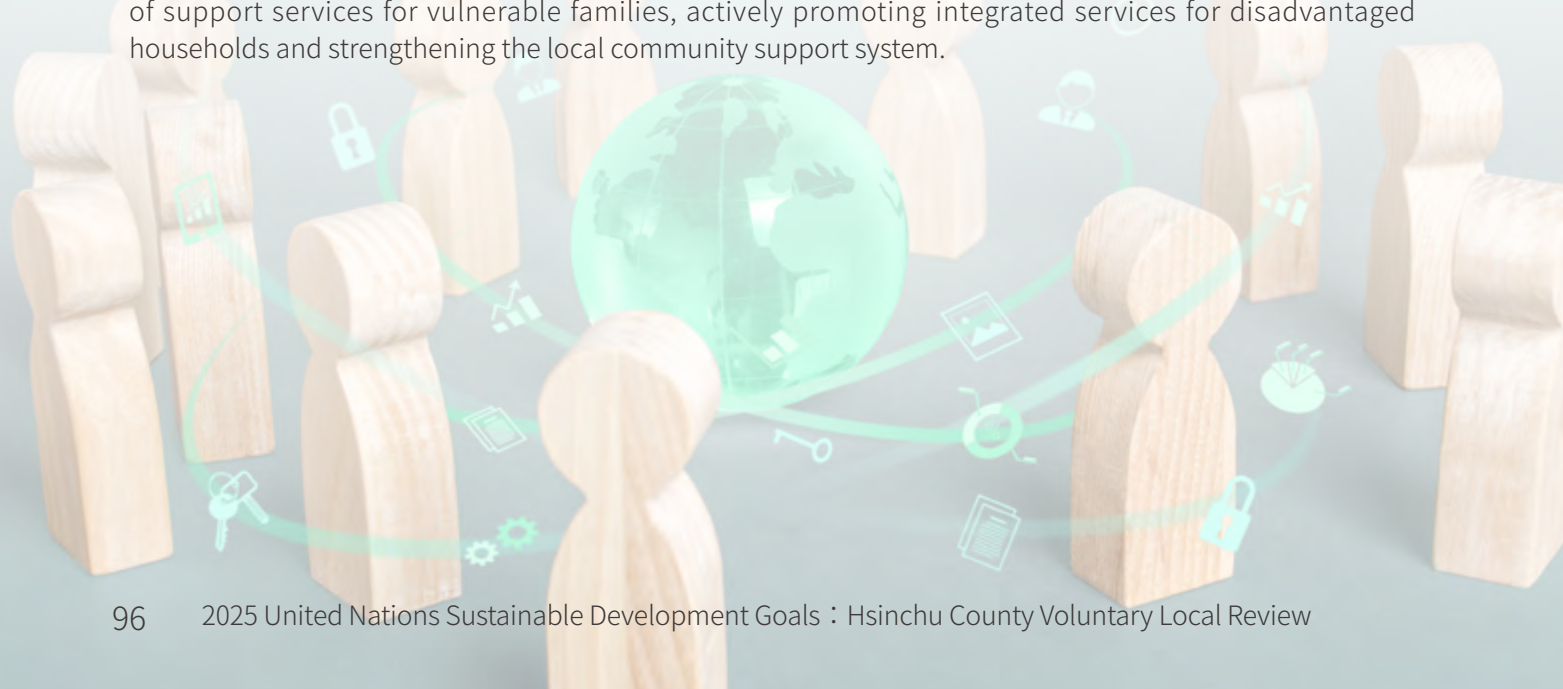 of support services for vulnerable families, actively promoting integrated services for disadvantaged
households and strengthening the local community support system.
96 2025 United Nations Sustainable Development Goals：Hsinchu County Voluntary Local Review